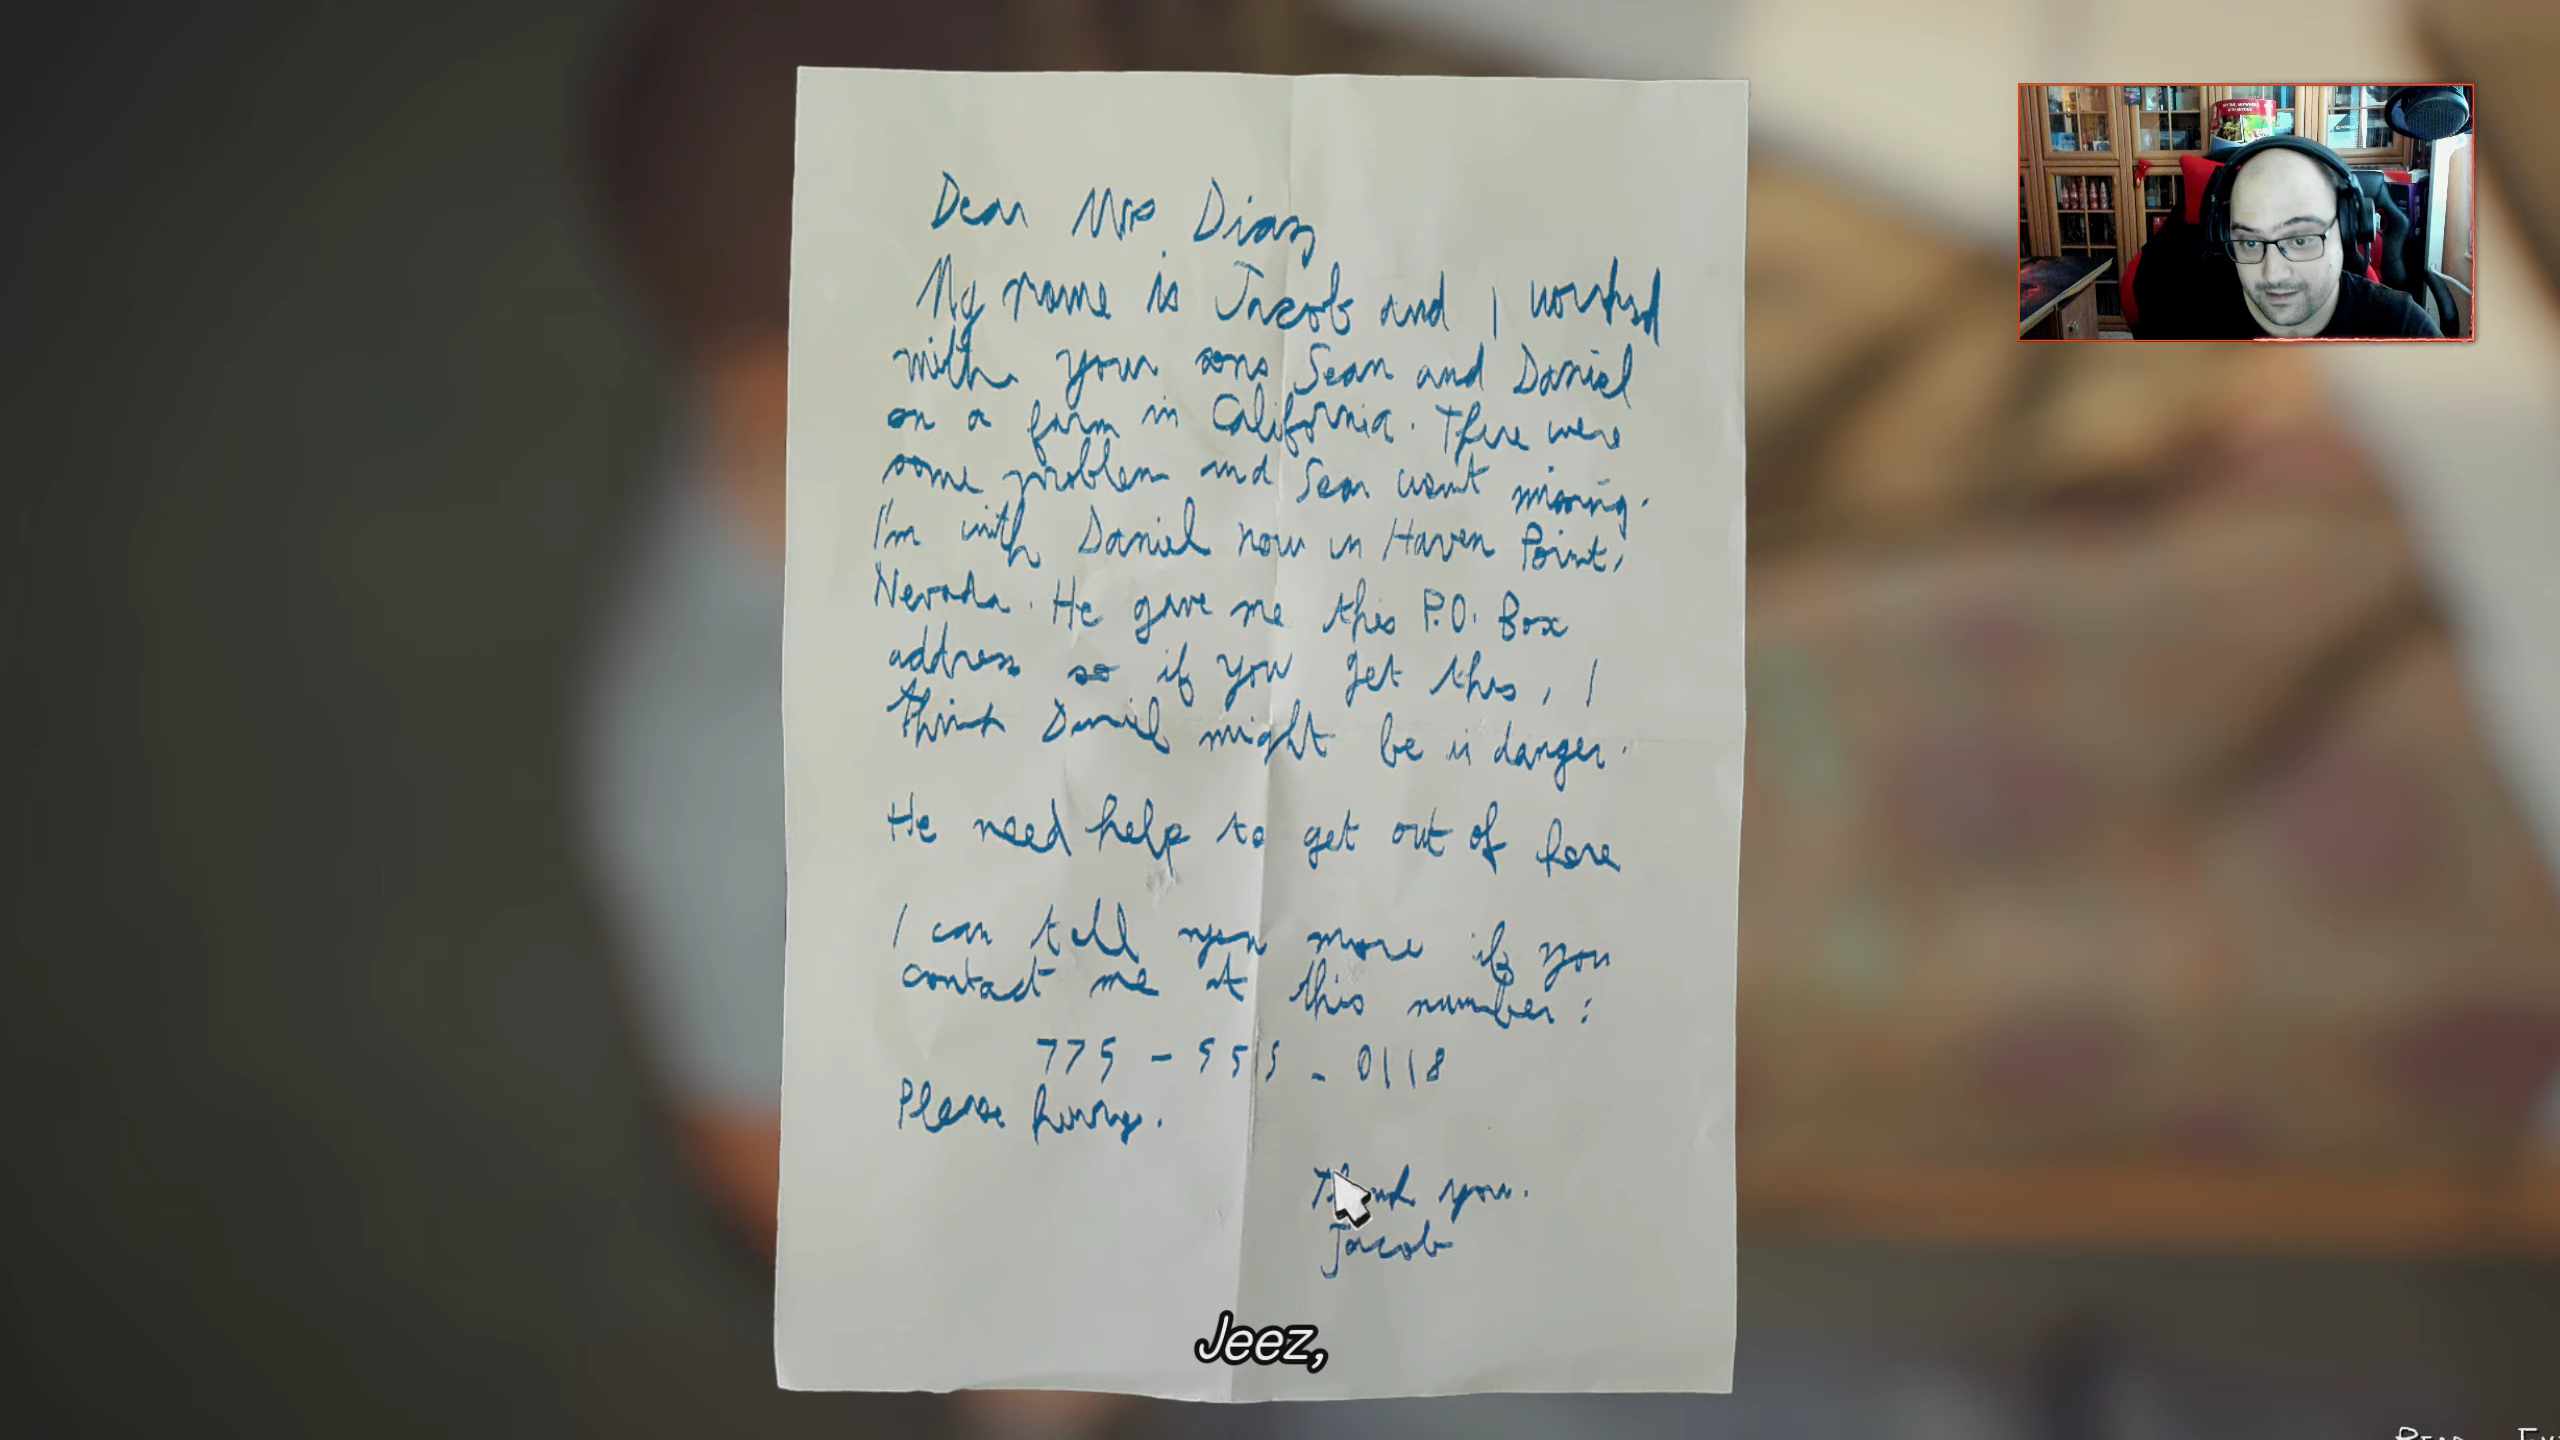 Dear Mrs Diaz
My name is Jacob and I worked
with your sons Sean and Daniel
on a farm in California. There were
some problem and Sean went missing.
I'm with Daniel now in Haven Point,
Nevada. He gave me this P.O. Box
address so if you get this, I
think Daniel might be in danger.
He need help to get out of here
I can tell you more if you
contact me at this number:
775-555-0118
Please hurry.
Thank you.
Jacob
Jeez,